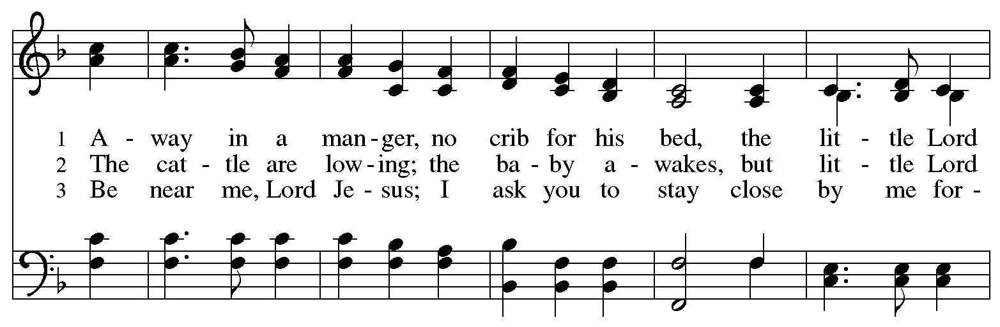 1 A - way in a man - ger, no crib for his bed, the lit - tle Lord
2 The cat - tle are low - ing; the ba - by a - wakes, but lit - tle Lord
3 Be near me, Lord Je - sus; I ask you to stay close by me for -